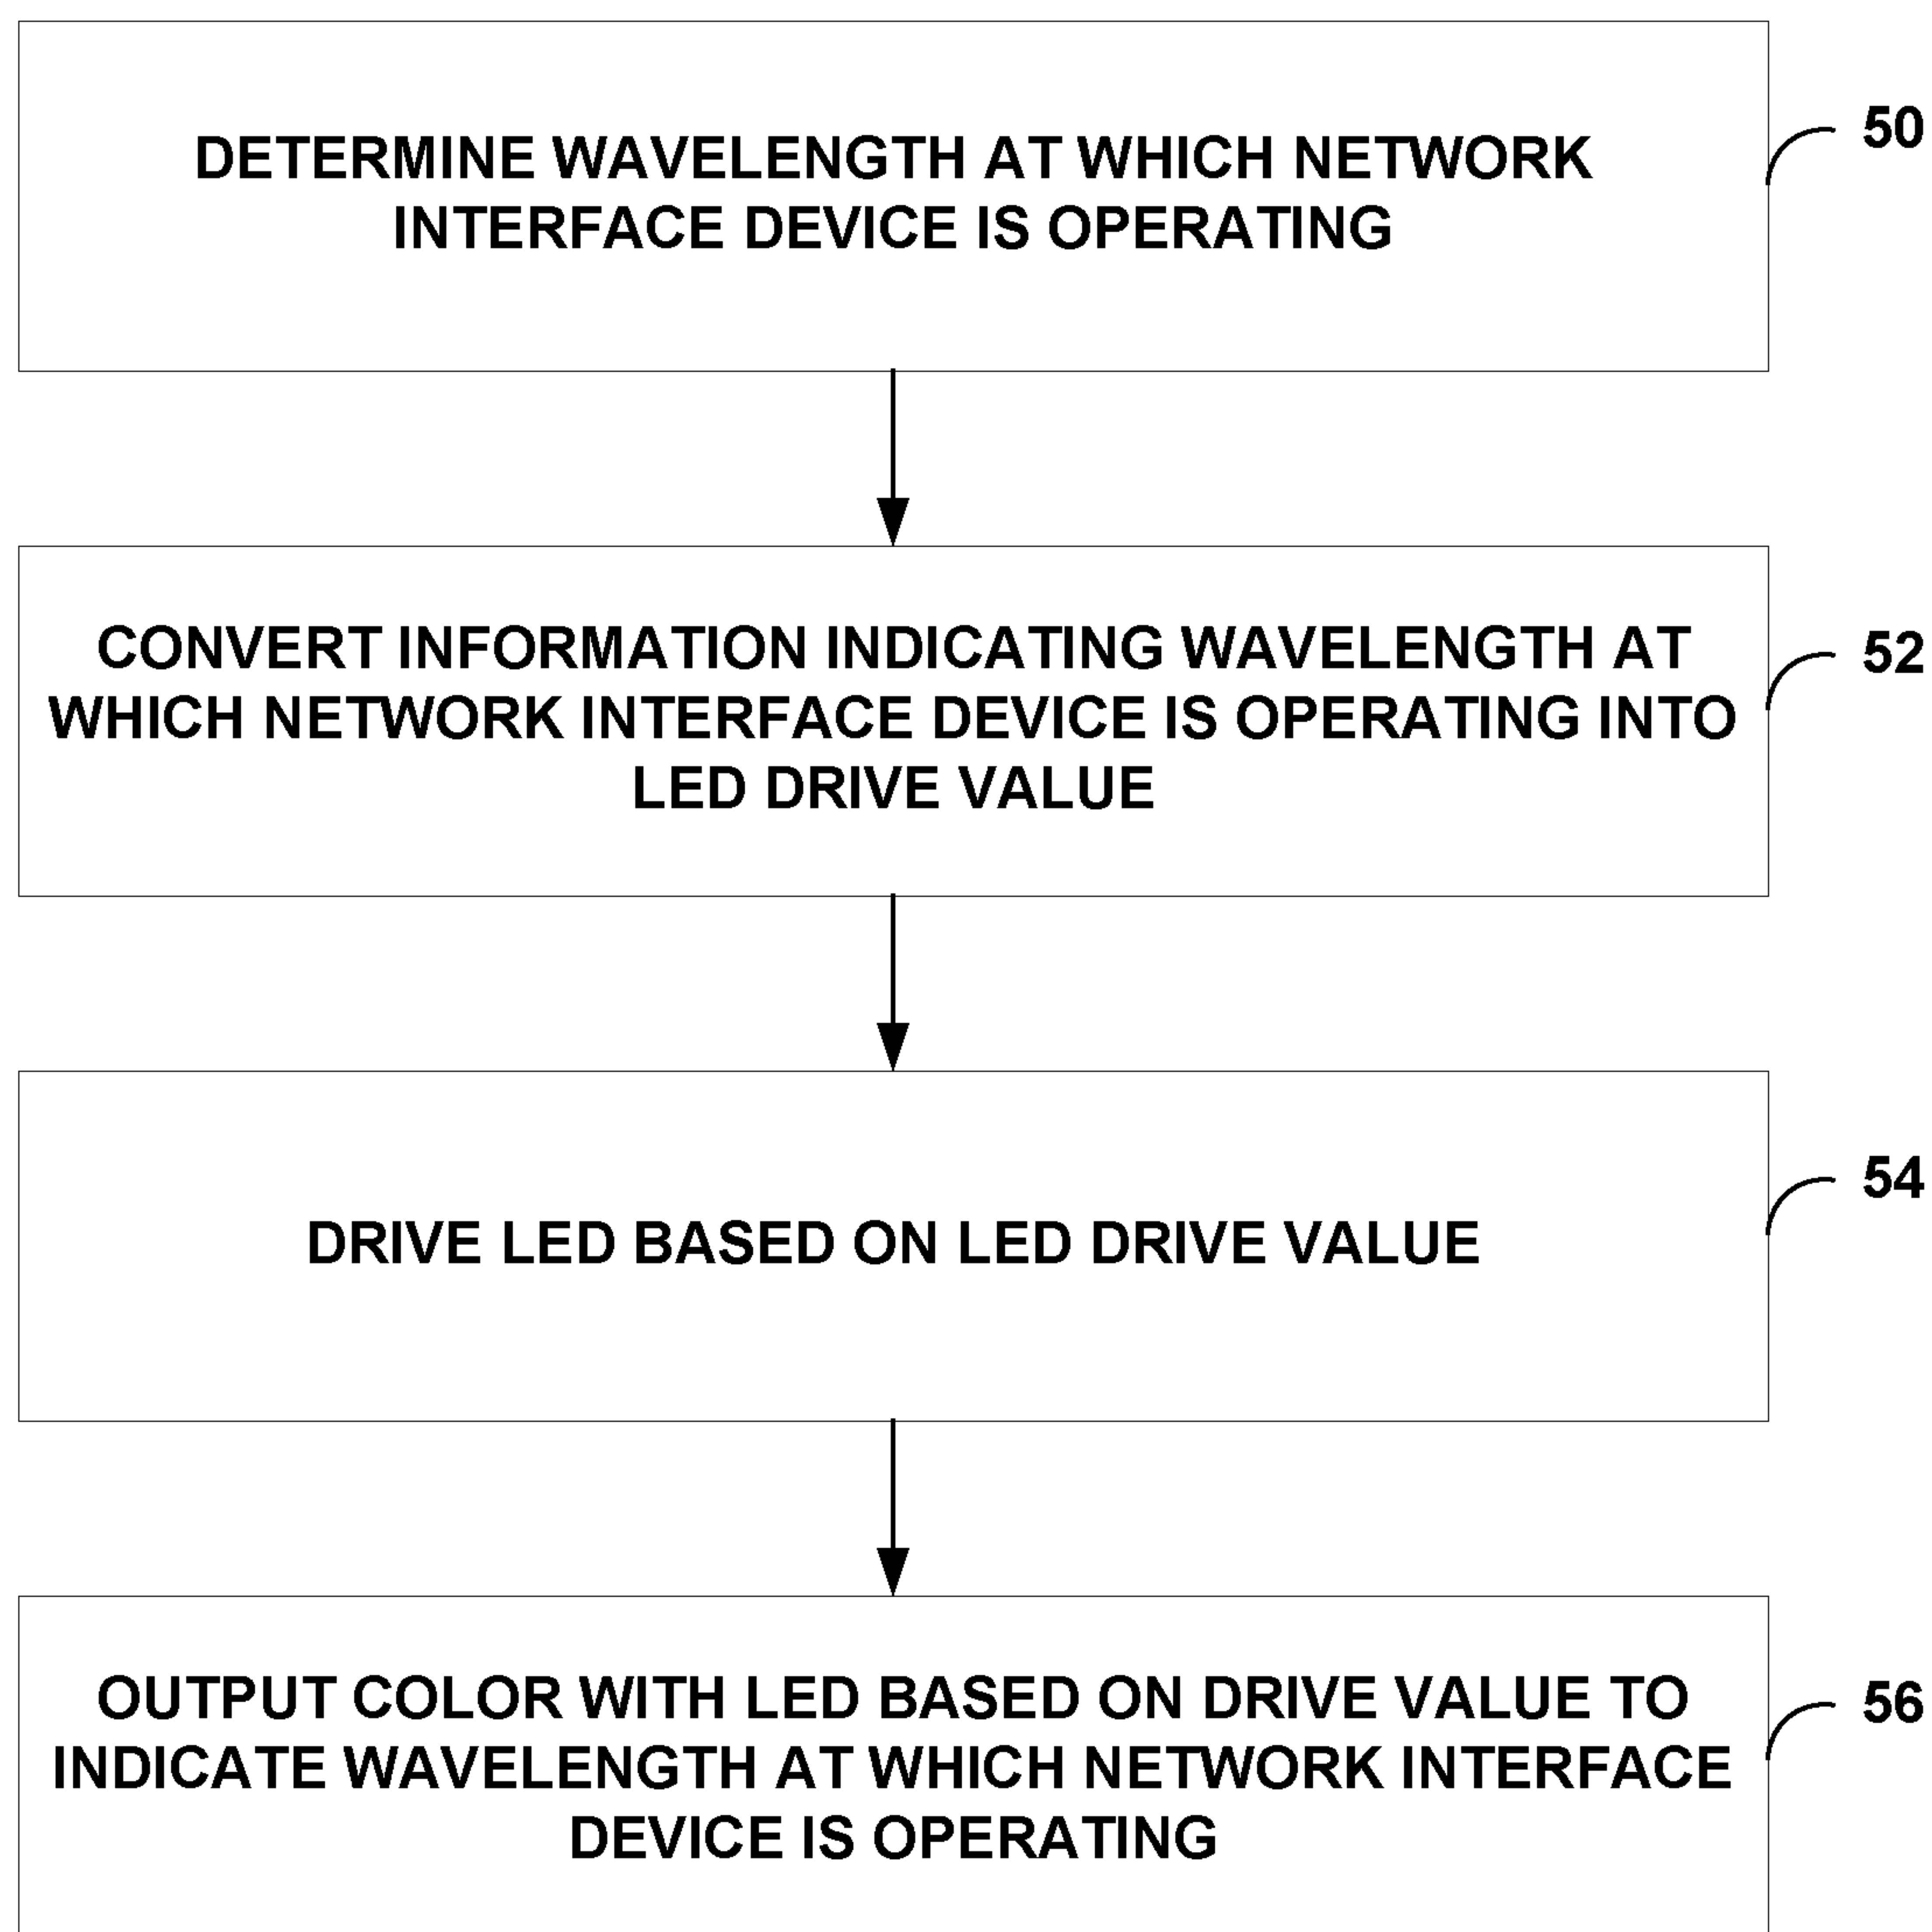 DETERMINE WAVELENGTH AT WHICH NETWORK
INTERFACE DEVICE IS OPERATING
50
CONVERT INFORMATION INDICATING WAVELENGTH AT
WHICH NETWORK INTERFACE DEVICE IS OPERATING INTO
LED DRIVE VALUE
52
DRIVE LED BASED ON LED DRIVE VALUE
54
OUTPUT COLOR WITH LED BASED ON DRIVE VALUE TO
INDICATE WAVELENGTH AT WHICH NETWORK INTERFACE
DEVICE IS OPERATING
56